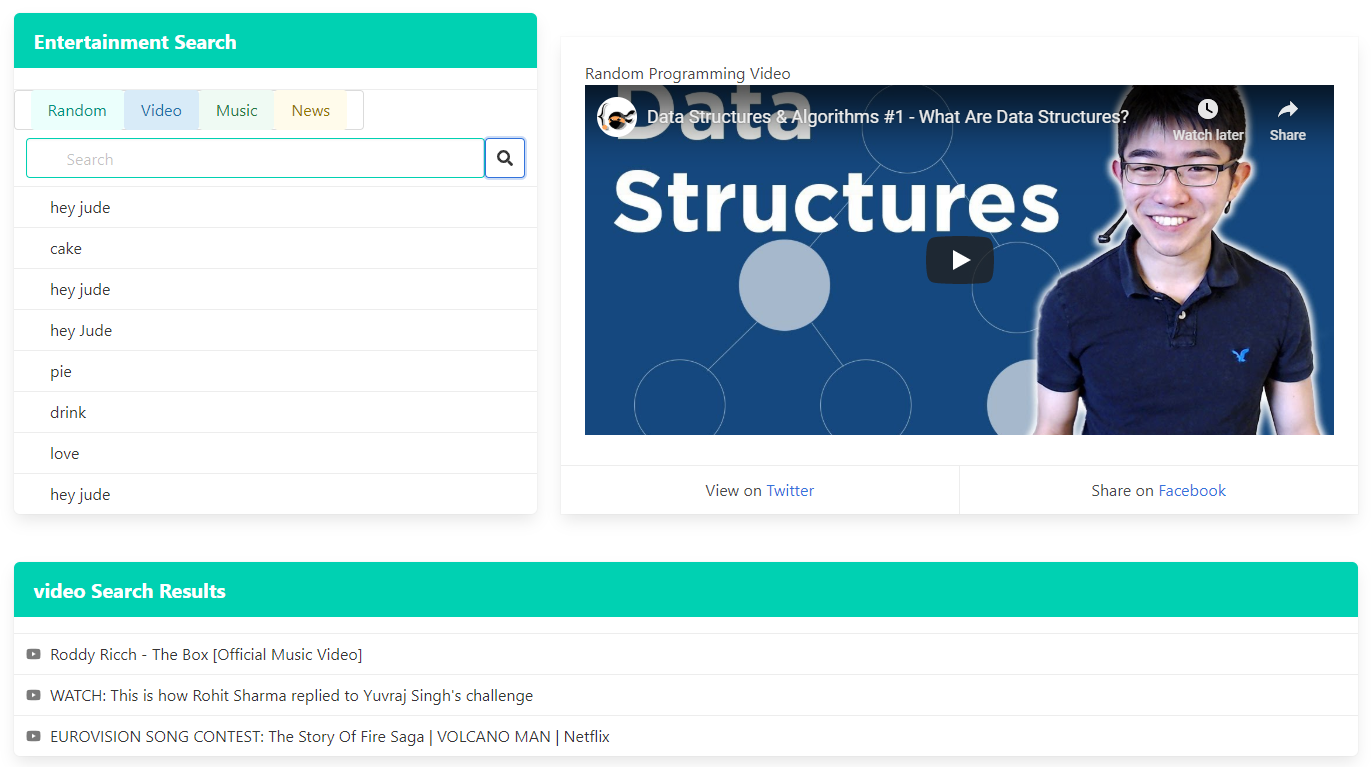 Entertainment Search
Random Video Music News
Search
hey jude
cake
hey jude
hey Jude
pie
drink
love
hey jude
Random Programming Video
Data Structures & Algorithms #1 - What Are Data Structures?
Watch later
Share
Data
Structures
View on Twitter
Share on Facebook
video Search Results
Roddy Ricch - The Box [Official Music Video]
WATCH: This is how Rohit Sharma replied to Yuvraj Singh's challenge
EUROVISION SONG CONTEST: The Story Of Fire Saga | VOLCANO MAN | Netflix